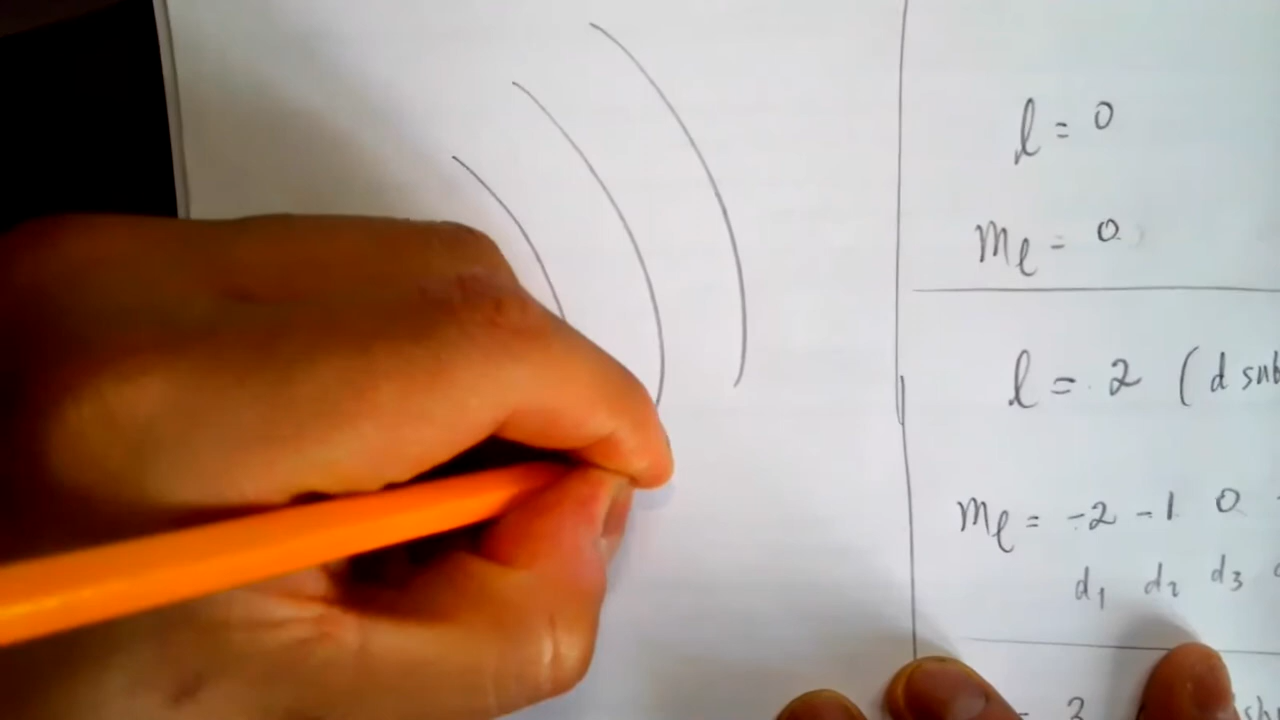 l = 0
ml = 0
l = 2 (d sub
ml = -2 -1 0
d1 d2 d3